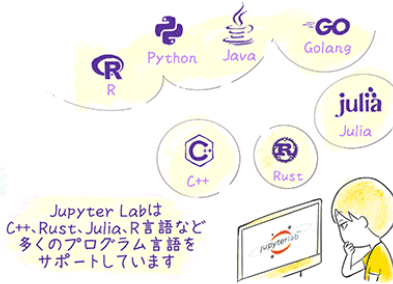 Python
Java
GO
Golang
R
R
julia
Julia
C++
R
C++
Rust
Jupyter Labは
C++、Rust、Julia、R言語など
多くのプログラム言語を
サポートしています
jupyterlab